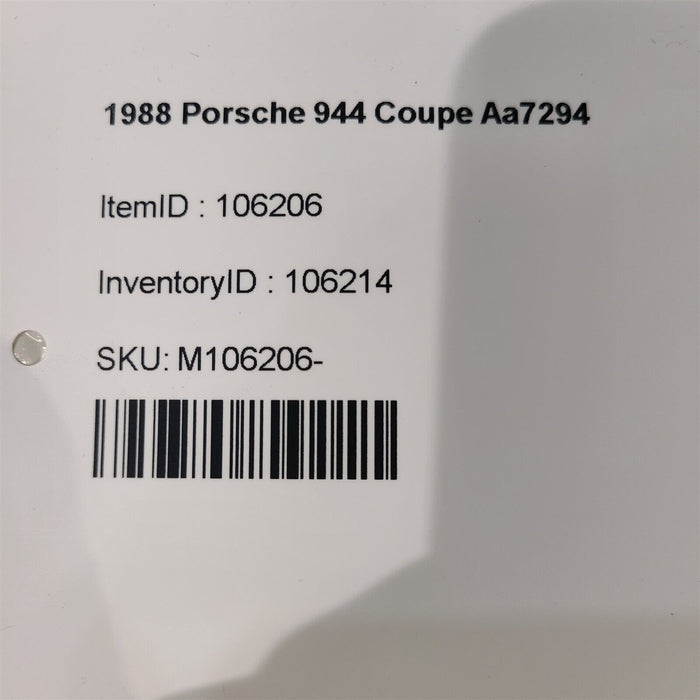 1988 Porsche 944 Coupe Aa7294
ItemID : 106206
InventoryID : 106214
SKU: M106206-